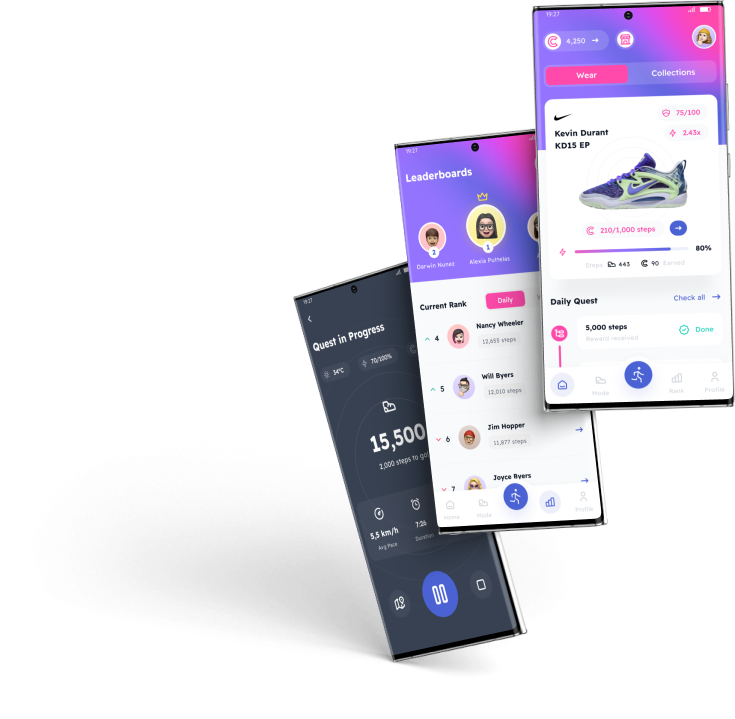 19:27
4,250
Wear
Collections
75/100
Kevin Durant
KD15 EP
2.43x
210/1,000 steps
80%
Steps 443 90 Earned
Daily Quest
Check all
5,000 steps
Reward received
Done
Mode
Rank
Profile
19:27
Leaderboards
2
Darwin Nunez
1
Alexia Puttelas
Current Rank
Daily
4
Nancy Wheeler
12,655 steps
5
Will Byers
12,010 steps
6
Jim Hopper
11,877 steps
7
Joyce Byers
Home
Mode
Profile
19:27
Quest in Progress
34°C
70/100%
15,500
2,000 steps to go!
5,5 km/h
Avg Pace
7:26
Duration